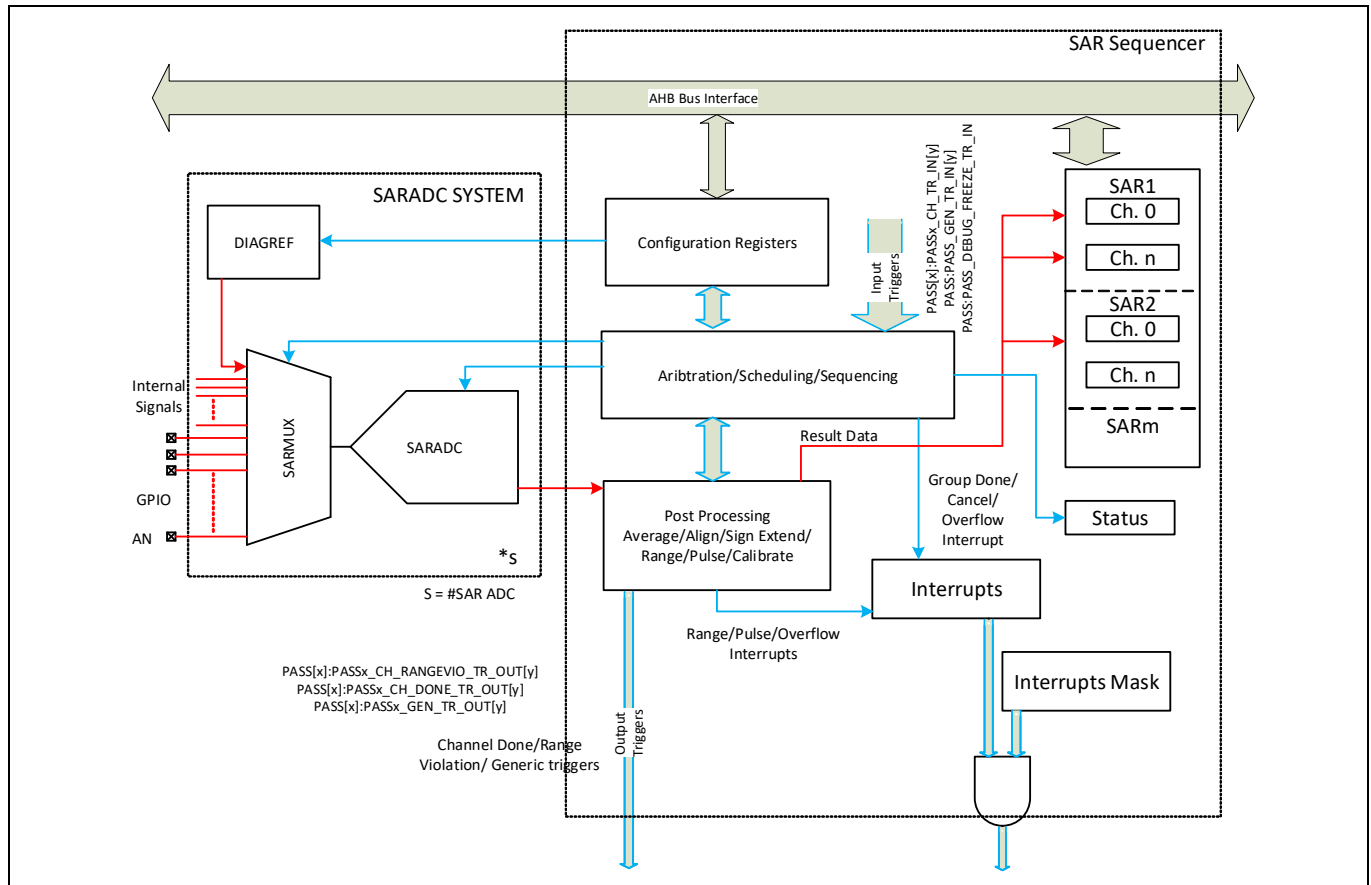 SAR Sequencer
AHB Bus Interface
SARADC SYSTEM
DIAGREF
Configuration Registers
Input
Triggers
PASS[x]:PASSx_CH_TR_IN[y]
PASS:PASS_GEN_TR_IN[y]
PASS:PASS_DEBUG_FREEZE_TR_IN
SAR1
Ch. 0
Ch. n
SAR2
Ch. 0
Ch. n
SARm
Internal
Signals
GPIO
AN
SARMUX
SARADC
*s
S = #SAR ADC
Aribtration/Scheduling/Sequencing
Result Data
Post Processing
Average/Align/Sign Extend/
Range/Pulse/Calibrate
Group Done/
Cancel/
Overflow
Interrupt
Status
Interrupts
Range/Pulse/Overflow
Interrupts
Interrupts Mask
PASS[x]:PASSx_CH_RANGEVIO_TR_OUT[y]
PASS[x]:PASSx_CH_DONE_TR_OUT[y]
PASS[x]:PASSx_GEN_TR_OUT[y]
Channel Done/Range
Violation/ Generic triggers
Output
Triggers